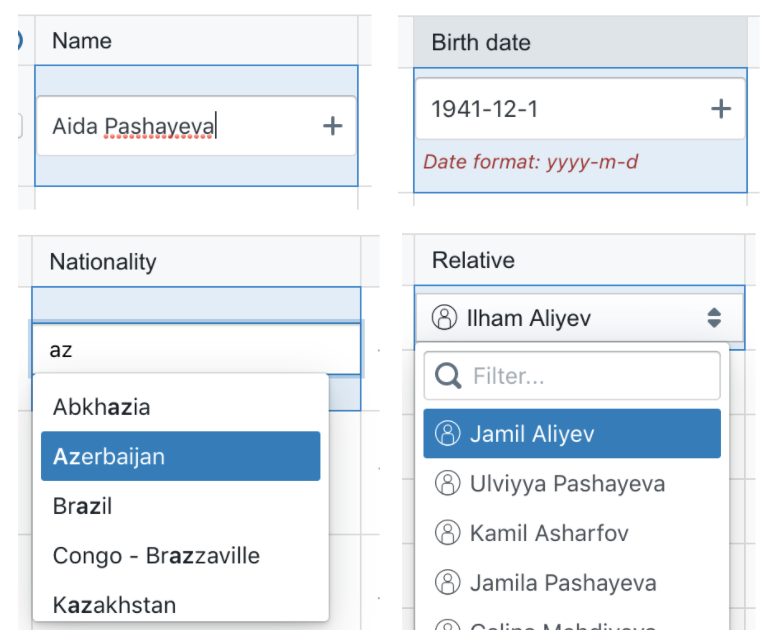 Name
Aida Pashayeva
Birth date
1941-12-1
Date format: yyyy-m-d
Nationality
az
Abkhazia
Azerbaijan
Brazil
Congo - Brazzaville
Kazakhstan
Relative
Ilham Aliyev
Filter...
Jamil Aliyev
Ulviyya Pashayeva
Kamil Asharfov
Jamila Pashayeva